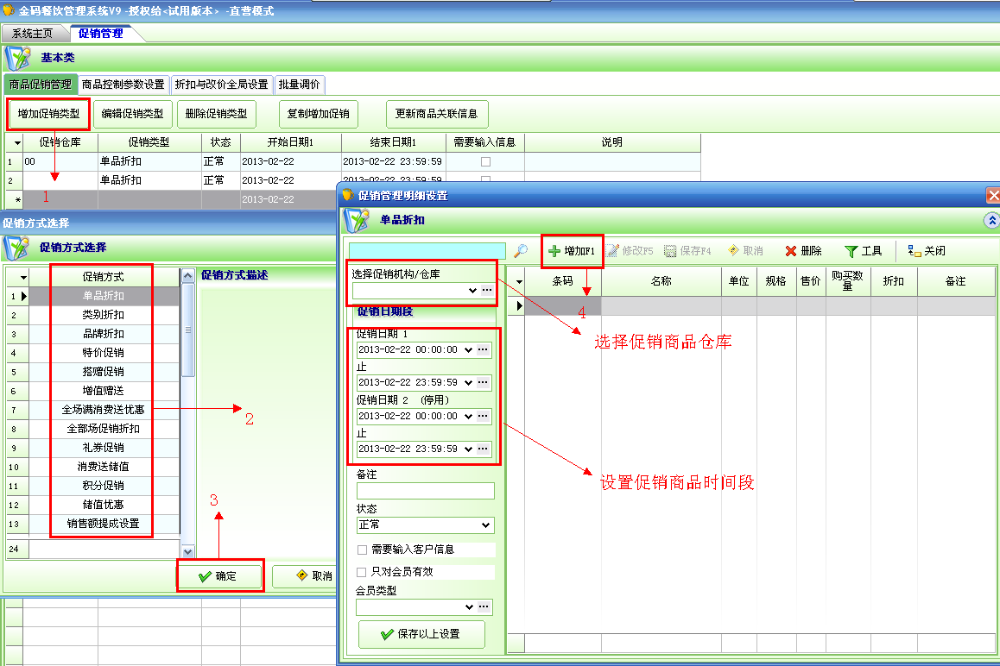 金码餐饮管理系统V9 -授权给<试用版本> -直营模式
系统主页 促销管理
基本类
商品促销管理 商品控制参数设置 折扣与改价全局设置 批量调价
增加促销类型 编辑促销类型 删除促销类型 复制增加促销 更新商品关联信息
促销仓库 促销类型 状态 开始日期1 结束日期1 需要输入信息 说明
1 00 单品折扣 正常 2013-02-22 2013-02-22 23:59:59
2 单品折扣 正常 2013-02-22 2013-02-22 23:59:59
* 2013-02-22
1
促销方式选择
促销方式选择
促销方式
促销方式描述
1 单品折扣
2 类别折扣
3 品牌折扣
4 特价促销
5 搭赠促销
6 增值赠送
7 全场满消费送优惠
8 全部场促销折扣
9 礼券促销
10 消费送储值
11 积分促销
12 储值优惠
13 销售额提成设置
24
2
3
确定 取消
促销管理明细设置
单品折扣
增加F1 修改F5 保存F4 取消 删除 工具 关闭
选择促销机构/仓库
促销日期段
促销日期 1
2013-02-22 00:00:00
止
2013-02-22 23:59:59
促销日期 2 (停用)
2013-02-22 00:00:00
止
2013-02-22 23:59:59
备注
状态
正常
需要输入客户信息
只对会员有效
会员类型
保存以上设置
条码 名称 单位 规格 售价 购买数量 折扣 备注
4
选择促销商品仓库
设置促销商品时间段